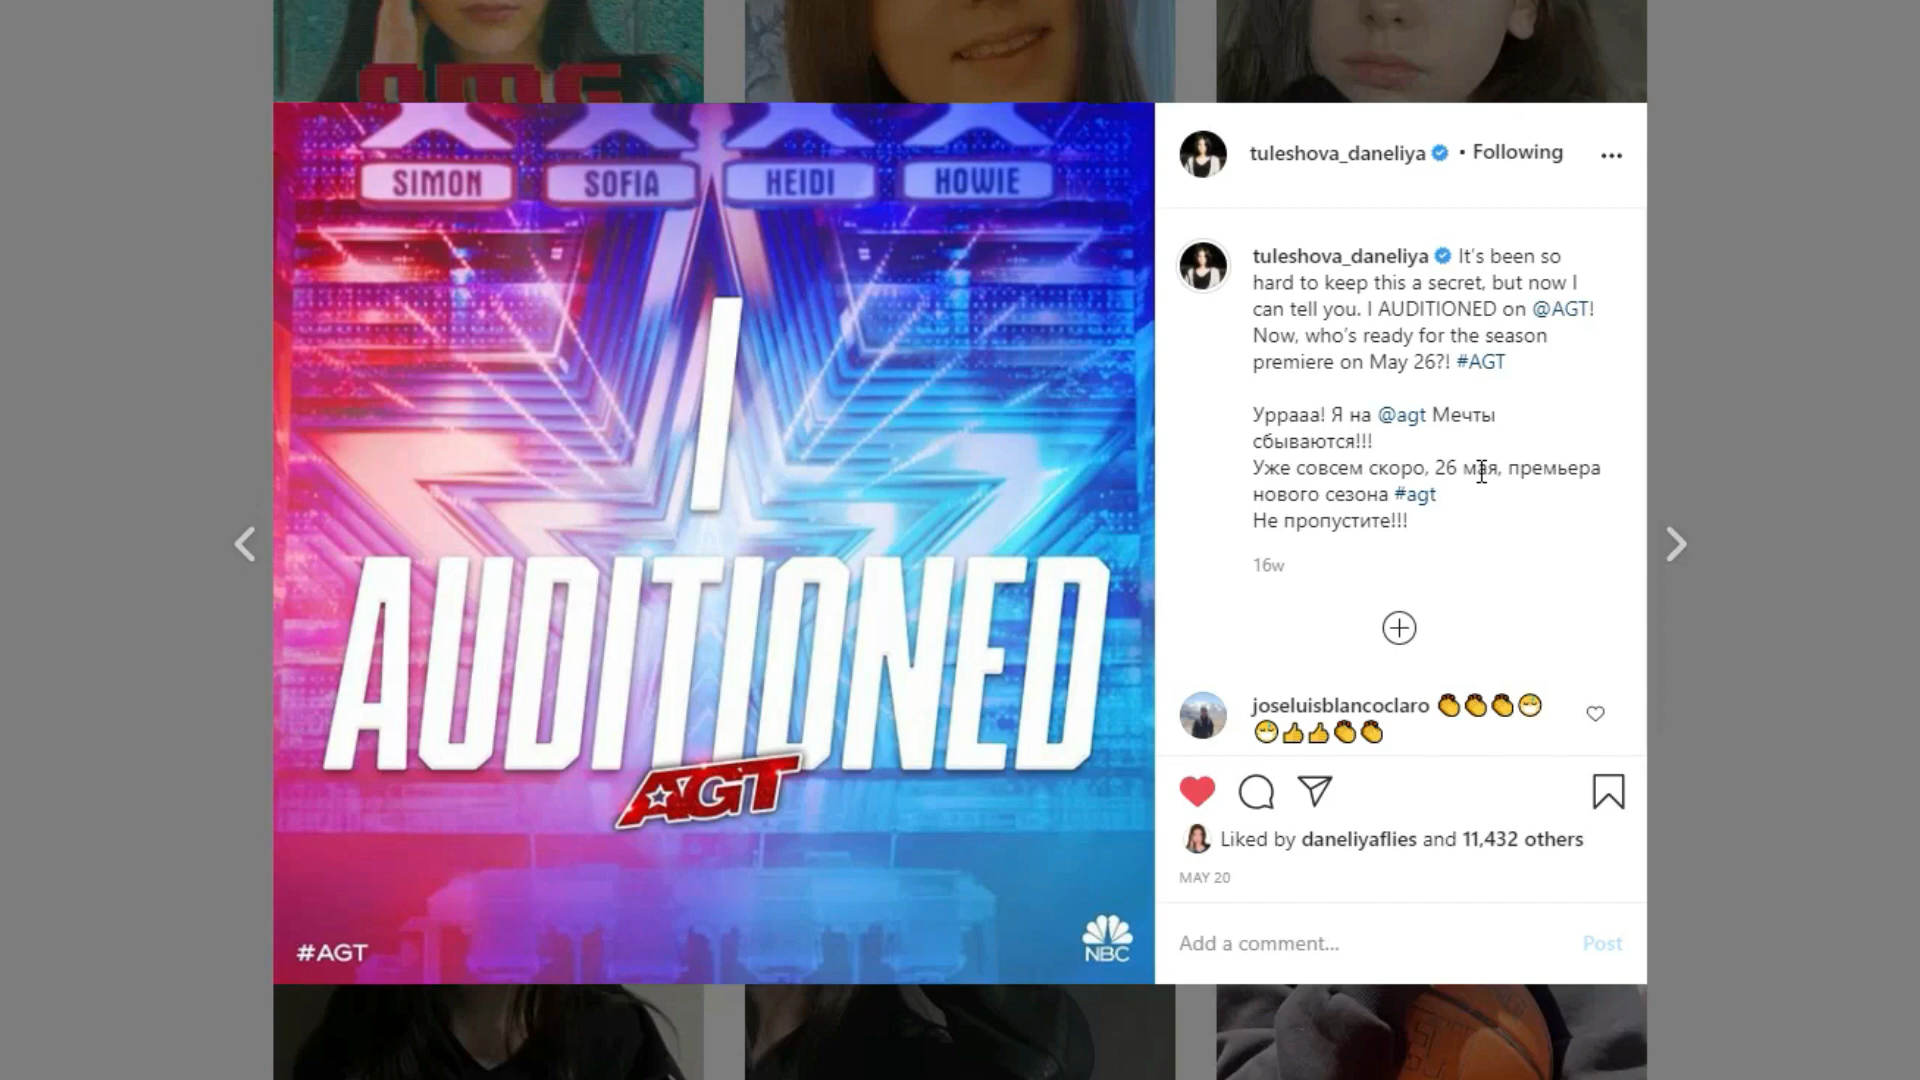 SIMON SOFIA HEIDI HOWIE
I
AUDITIONED
AGT
#AGT
NBC
tuleshova_daneliya • Following
tuleshova_daneliya It's been so
hard to keep this a secret, but now I
can tell you. I AUDITIONED on @AGT!
Now, who's ready for the season
premiere on May 26?! #AGT
Уррааа! Я на @agt Мечты
сбываются!!!
Уже совсем скоро, 26 мая, премьера
нового сезона #agt
Не пропустите!!!
16w
joseluisblancoclaro 👏👏👏😷
😷👍👍👏👏
Liked by daneliyaflies and 11,432 others
MAY 20
Add a comment... Post